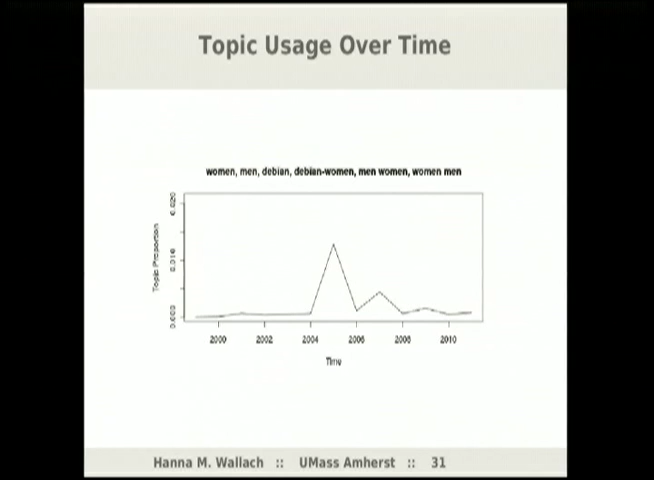 Topic Usage Over Time
women, men, debian, debian-women, men women, women men
0.020
0.010
0.000
Topic Proportion
2000 2002 2004 2006 2008 2010
Time
Hanna M. Wallach :: UMass Amherst :: 31